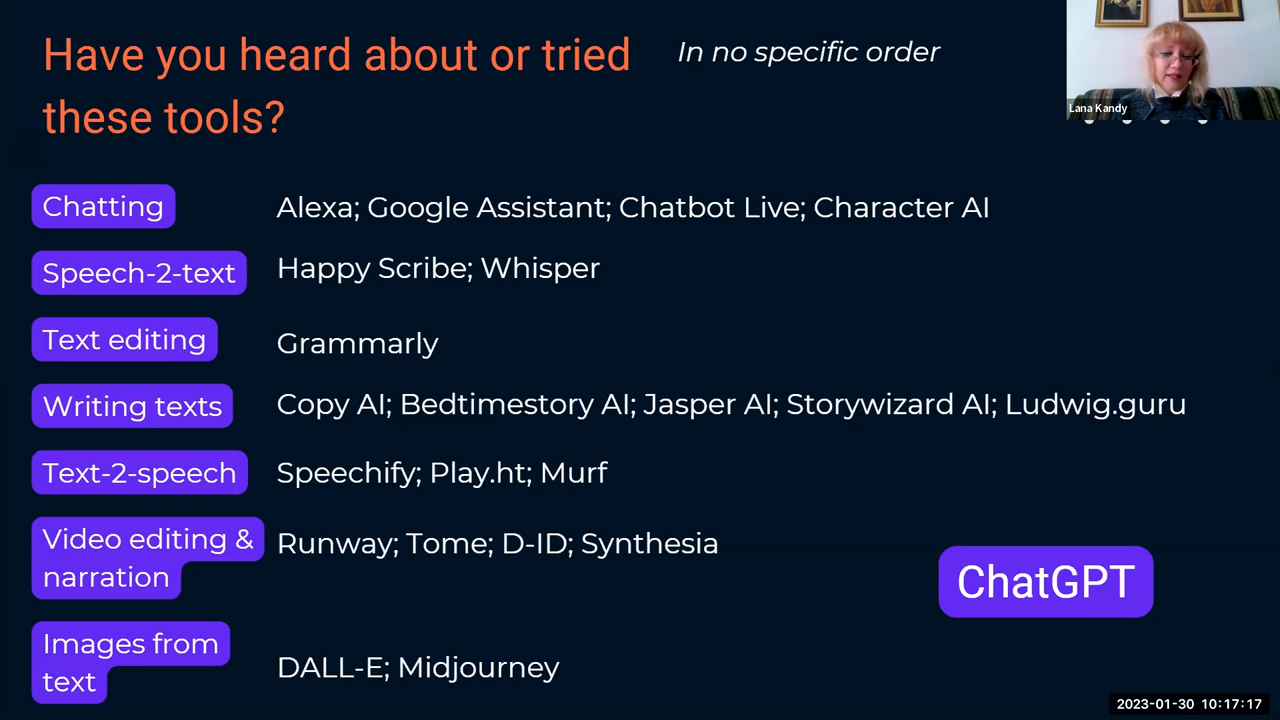 Have you heard about or tried
these tools?
In no specific order
Lana Kandy
Chatting
Alexa; Google Assistant; Chatbot Live; Character AI
Speech-2-text
Happy Scribe; Whisper
Text editing
Grammarly
Writing texts
Copy AI; Bedtimestory AI; Jasper AI; Storywizard AI; Ludwig.guru
Text-2-speech
Speechify; Play.ht; Murf
Video editing &
narration
Runway; Tome; D-ID; Synthesia
ChatGPT
Images from
text
DALL-E; Midjourney
2023-01-30 10:17:17